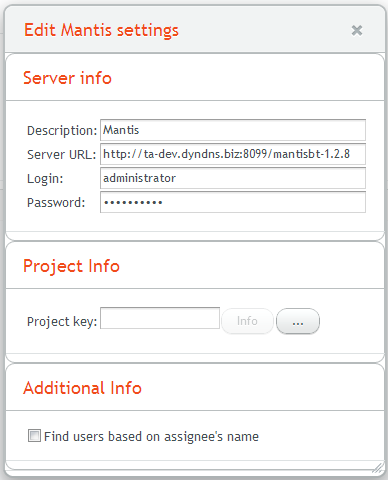 Edit Mantis settings
Server info
Description: Mantis
Server URL: http://ta-dev.dyndns.biz:8099/mantisbt-1.2.8
Login: administrator
Password: ••••••••••
Project Info
Project key: Info ...
Additional Info
Find users based on assignee's name